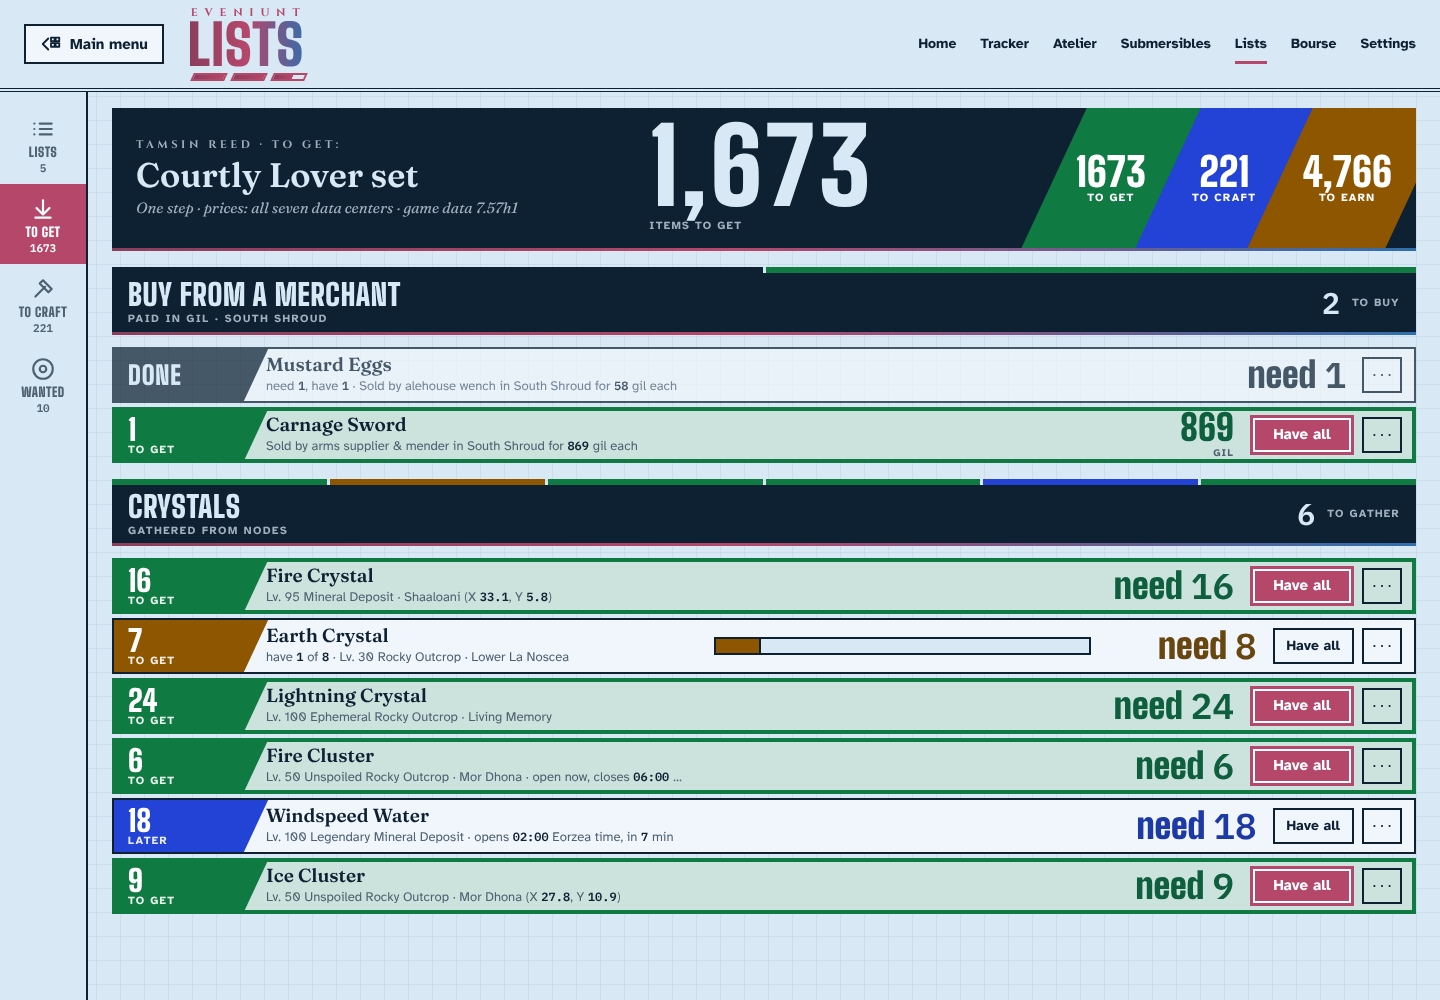 Main menu
EVENIUNT
LISTS
Home
Tracker
Atelier
Submersibles
Lists
Bourse
Settings
LISTS
5
TO GET
1673
TO CRAFT
221
WANTED
10
TAMSIN REED · TO GET:
Courtly Lover set
One step · prices: all seven data centers · game data 7.57h1
1,673
ITEMS TO GET
1673
TO GET
221
TO CRAFT
4,766
TO EARN
BUY FROM A MERCHANT
PAID IN GIL · SOUTH SHROUD
2 TO BUY
DONE
Mustard Eggs
need 1, have 1 · Sold by alehouse wench in South Shroud for 58 gil each
need 1
...
1
TO GET
Carnage Sword
Sold by arms supplier & mender in South Shroud for 869 gil each
869
GIL
Have all
...
CRYSTALS
GATHERED FROM NODES
6 TO GATHER
16
TO GET
Fire Crystal
Lv. 95 Mineral Deposit · Shaaloani (X 33.1, Y 5.8)
need 16
Have all
...
7
TO GET
Earth Crystal
have 1 of 8 · Lv. 30 Rocky Outcrop · Lower La Noscea
need 8
Have all
...
24
TO GET
Lightning Crystal
Lv. 100 Ephemeral Rocky Outcrop · Living Memory
need 24
Have all
...
6
TO GET
Fire Cluster
Lv. 50 Unspoiled Rocky Outcrop · Mor Dhona · open now, closes 06:00 ...
need 6
Have all
...
18
LATER
Windspeed Water
Lv. 100 Legendary Mineral Deposit · opens 02:00 Eorzea time, in 7 min
need 18
Have all
...
9
TO GET
Ice Cluster
Lv. 50 Unspoiled Rocky Outcrop · Mor Dhona (X 27.8, Y 10.9)
need 9
Have all
...